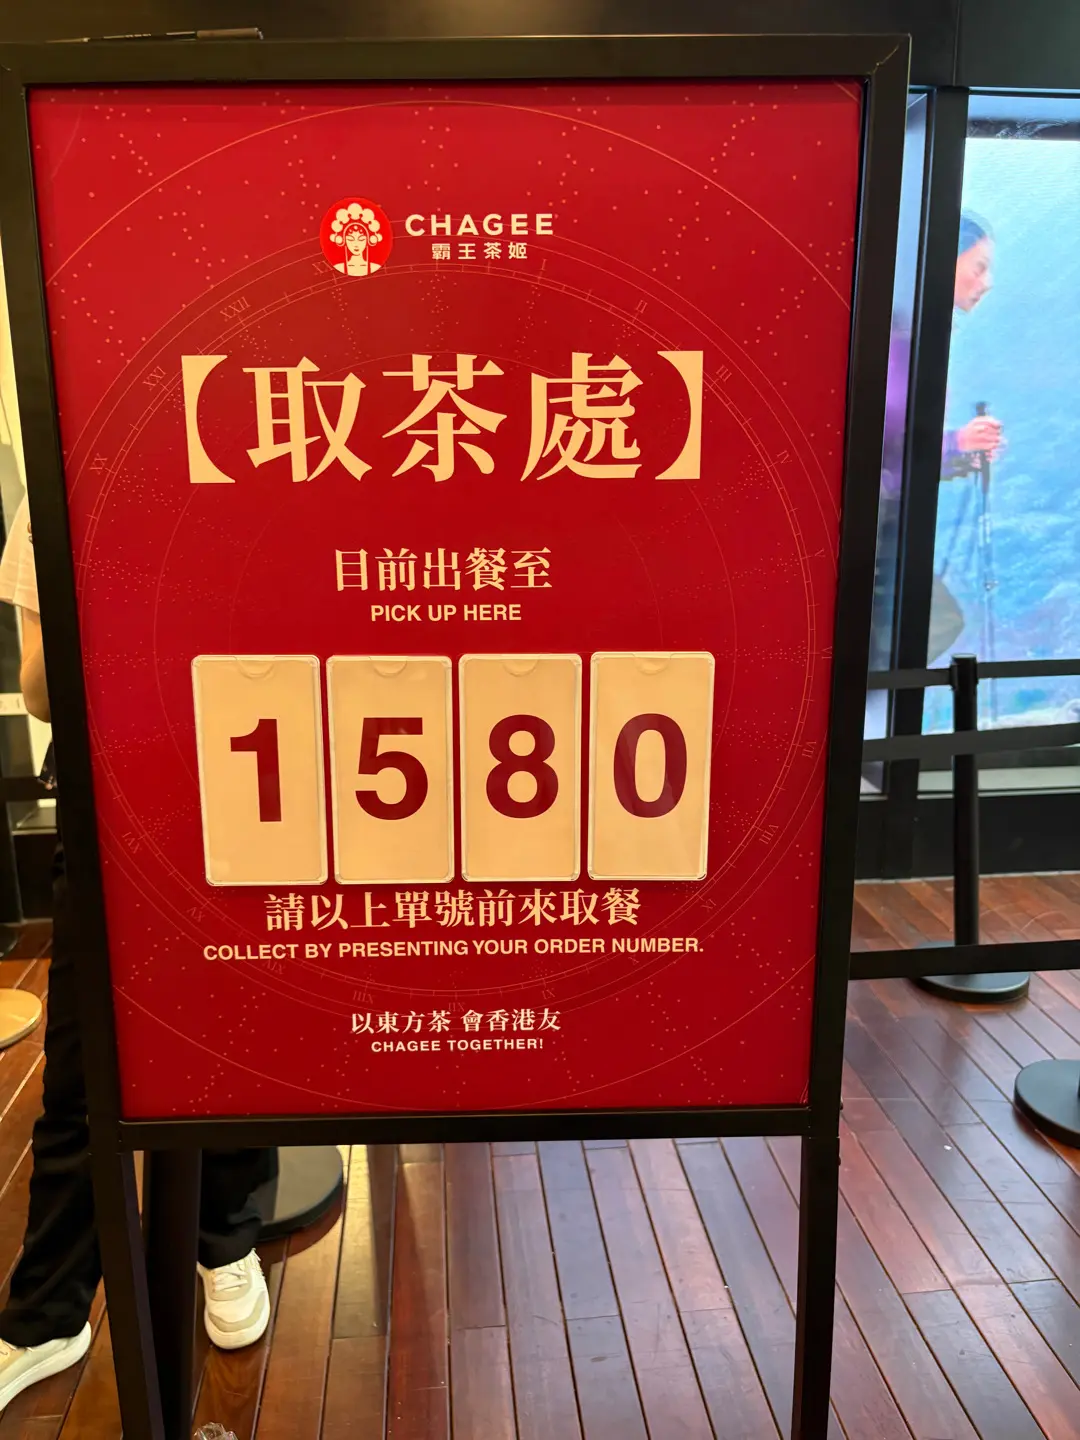 CHAGEE
霸王茶姬
【取茶處】
目前出餐至
PICK UP HERE
1580
請以上單號前來取餐
COLLECT BY PRESENTING YOUR ORDER NUMBER.
以東方茶 會香港友
CHAGEE TOGETHER!